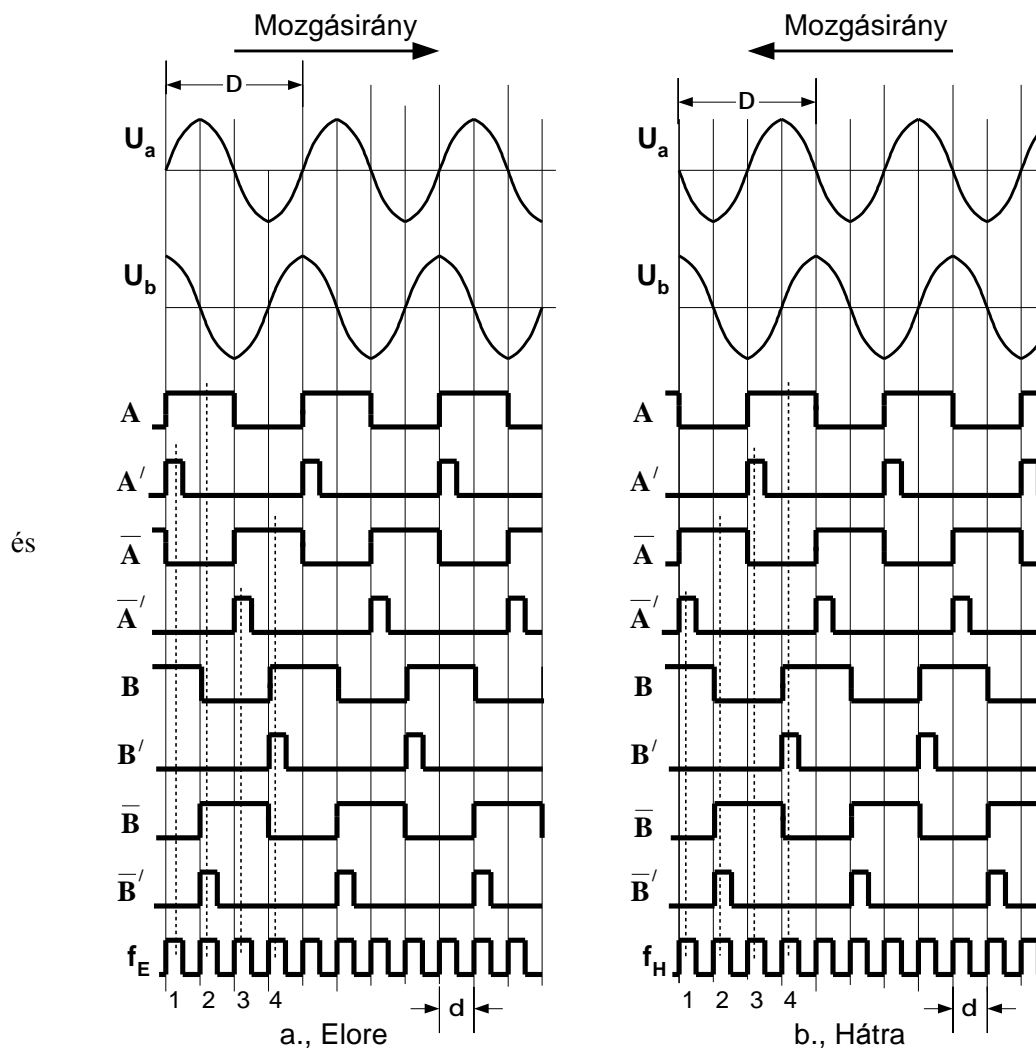 Mozgásirány
Mozgásirány
D
D
U_a
U_a
U_b
U_b
A
A
A′
A′
és
A̅
A̅
A̅′
A̅′
B
B
B′
B′
B̅
B̅
B̅′
B̅′
f_E
f_H
1 2 3 4 d
1 2 3 4 d
a., Elore
b., Hátra